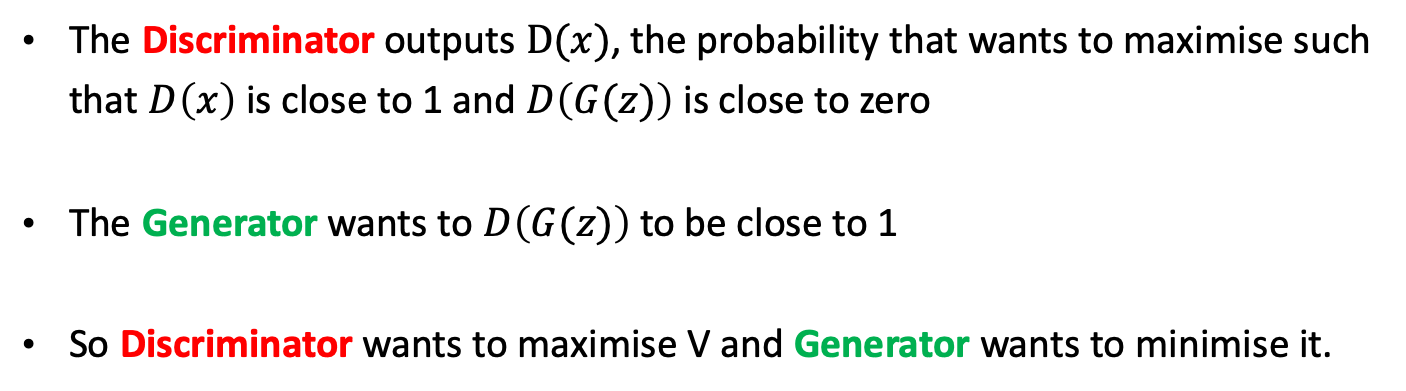 • The Discriminator outputs D(x), the probability that wants to maximise such
that D(x) is close to 1 and D(G(z)) is close to zero
• The Generator wants to D(G(z)) to be close to 1
• So Discriminator wants to maximise V and Generator wants to minimise it.